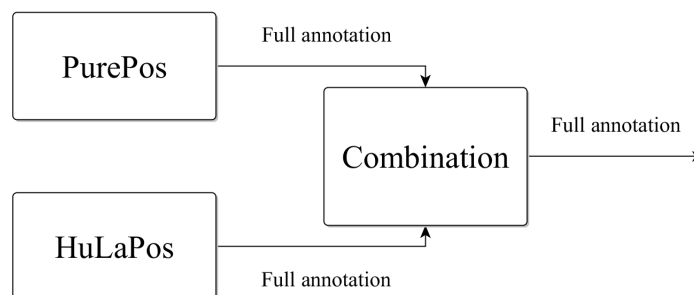 Full annotation
PurePos
Full annotation
Combination
HuLaPos
Full annotation